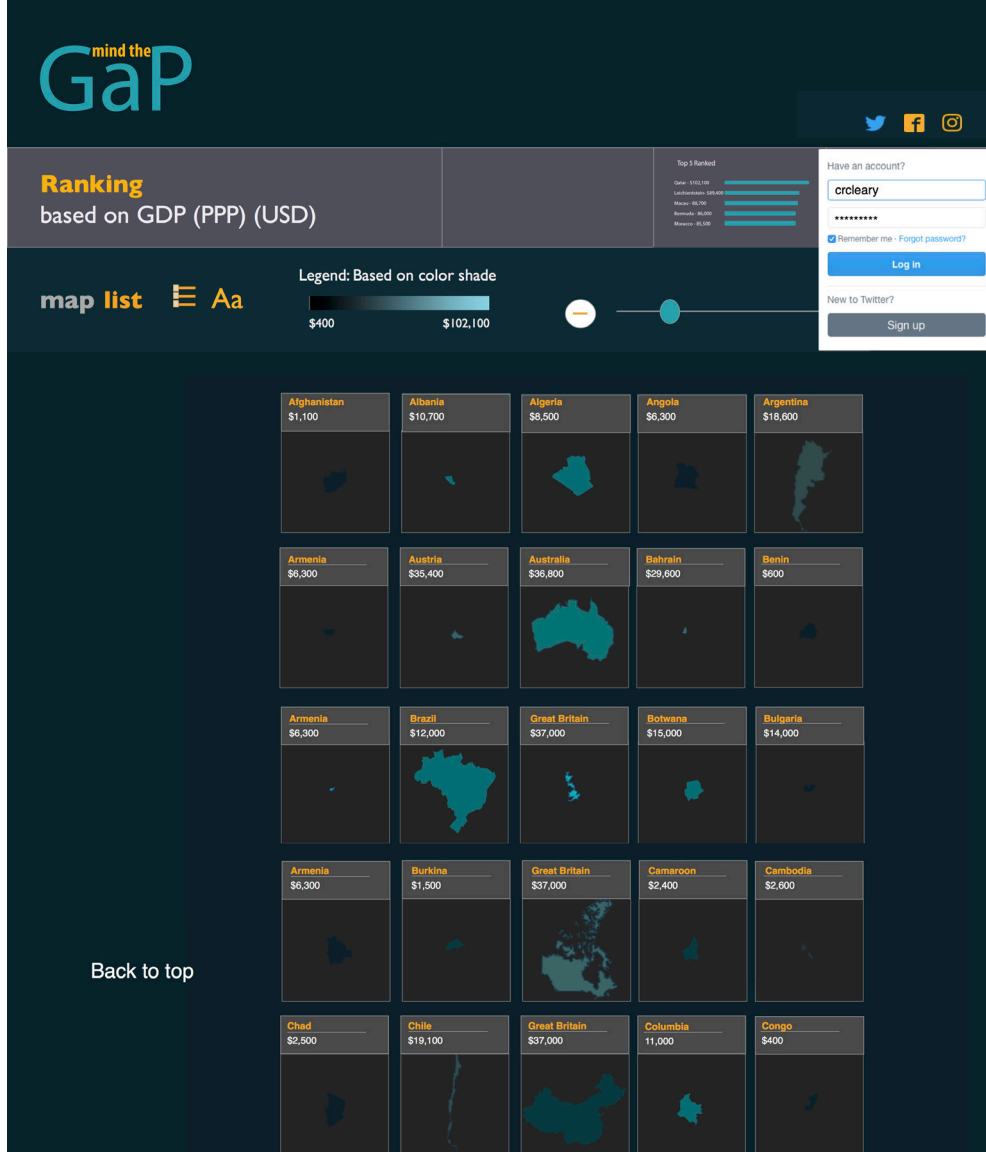 mind the
GaP
Ranking
based on GDP (PPP) (USD)
Top 5 Ranked
Qatar - $102,100
Leichienstein- $89,400
Macau - 88,700
Bermuda - 86,000
Morocco - 85,500
Have an account?
crcleary
*********
Remember me · Forgot password?
Log in
New to Twitter?
Sign up
map list Aa
Legend: Based on color shade
$400 $102,100
Afghanistan
$1,100
Albania
$10,700
Algeria
$8,500
Angola
$6,300
Argentina
$18,600
Armenia
$6,300
Austria
$35,400
Australia
$36,800
Bahrain
$29,600
Benin
$600
Armenia
$6,300
Brazil
$12,000
Great Britain
$37,000
Botwana
$15,000
Bulgaria
$14,000
Armenia
$6,300
Burkina
$1,500
Great Britain
$37,000
Camaroon
$2,400
Cambodia
$2,600
Back to top
Chad
$2,500
Chile
$19,100
Great Britain
$37,000
Columbia
11,000
Congo
$400